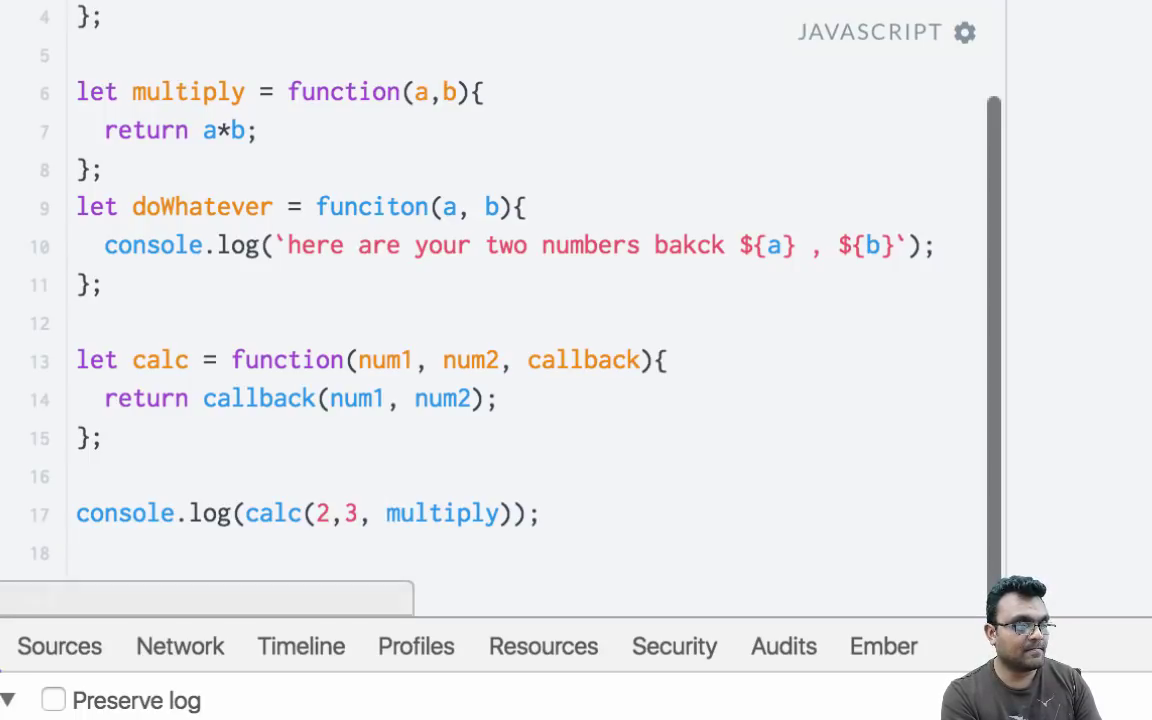 4 };
JAVASCRIPT
5
6 let multiply = function(a,b){
7 return a*b;
8 };
9 let doWhatever = funciton(a, b){
10 console.log(`here are your two numbers bakck ${a} , ${b}`);
11 };
12
13 let calc = function(num1, num2, callback){
14 return callback(num1, num2);
15 };
16
17 console.log(calc(2,3, multiply));
18
Sources Network Timeline Profiles Resources Security Audits Ember
Preserve log